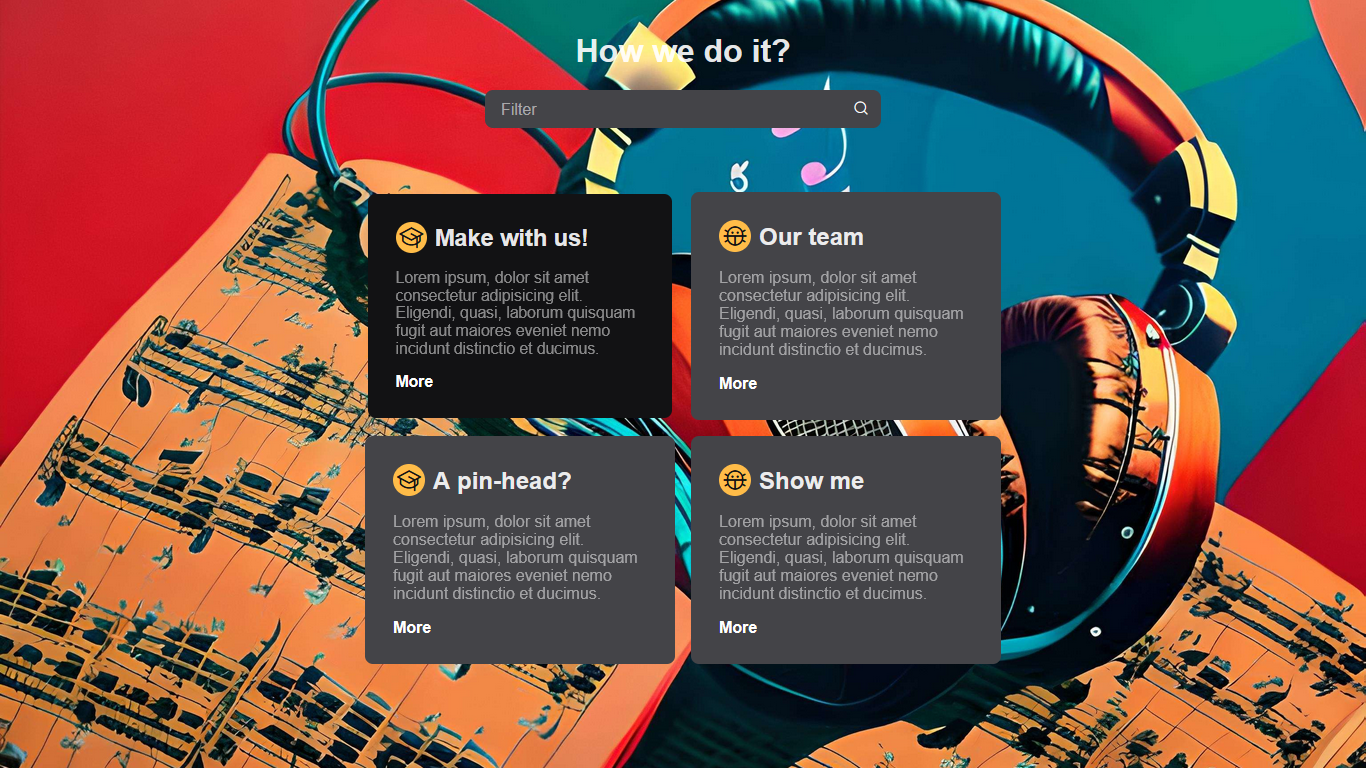 How we do it?
Filter
Make with us!
Lorem ipsum, dolor sit amet
consectetur adipisicing elit.
Eligendi, quasi, laborum quisquam
fugit aut maiores eveniet nemo
incidunt distinctio et ducimus.
More
Our team
Lorem ipsum, dolor sit amet
consectetur adipisicing elit.
Eligendi, quasi, laborum quisquam
fugit aut maiores eveniet nemo
incidunt distinctio et ducimus.
More
A pin-head?
Lorem ipsum, dolor sit amet
consectetur adipisicing elit.
Eligendi, quasi, laborum quisquam
fugit aut maiores eveniet nemo
incidunt distinctio et ducimus.
More
Show me
Lorem ipsum, dolor sit amet
consectetur adipisicing elit.
Eligendi, quasi, laborum quisquam
fugit aut maiores eveniet nemo
incidunt distinctio et ducimus.
More